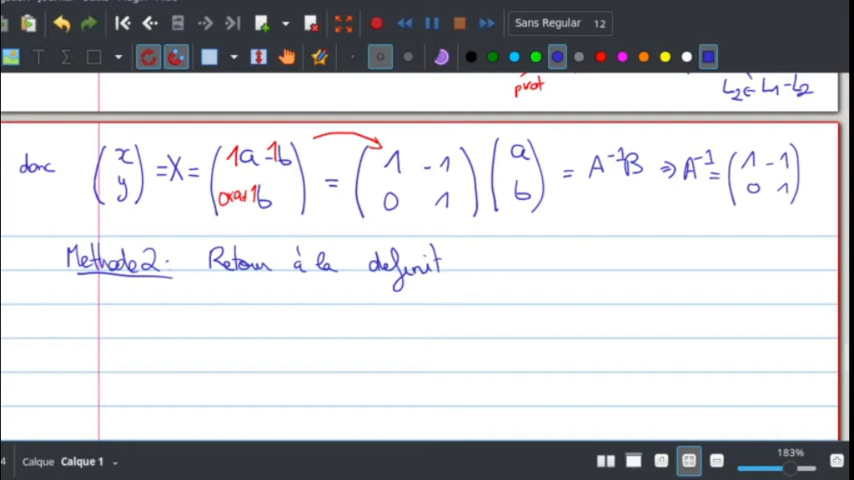 Sans Regular 12
pivot
L2 ← L1 - L2
donc (x y) = X = (1a - 1b 0xa+1b) = (1 -1 0 1) (a b) = A⁻¹B ⇒ A⁻¹ = (1 -1 0 1)
Methode 2: Retour à la definit
4 Calque Calque 1 183%